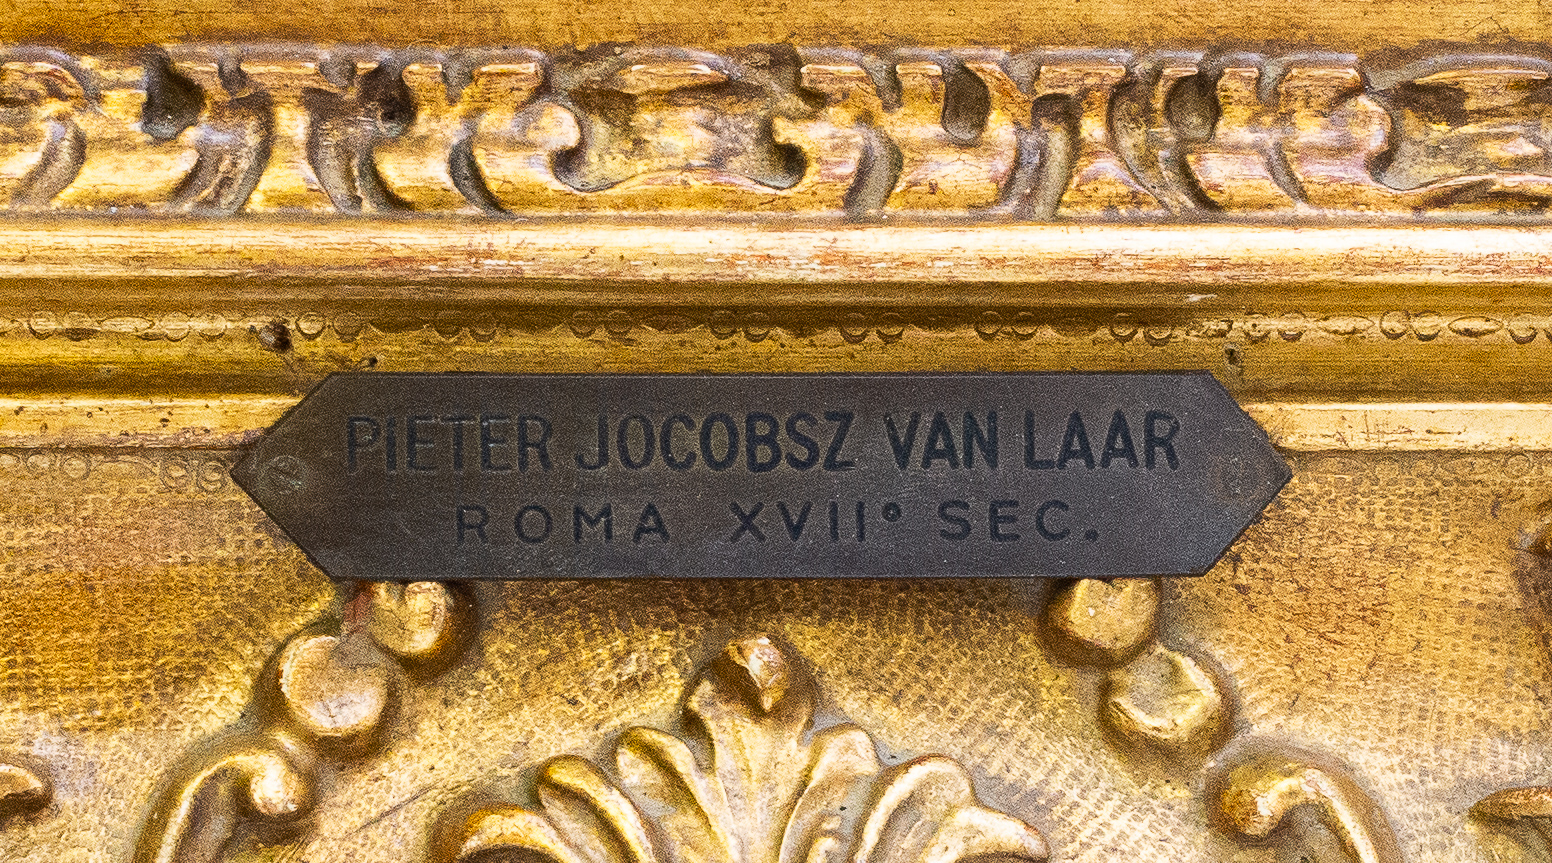 PIETER JOCOBSZ VAN LAAR
ROMA XVII° SEC.